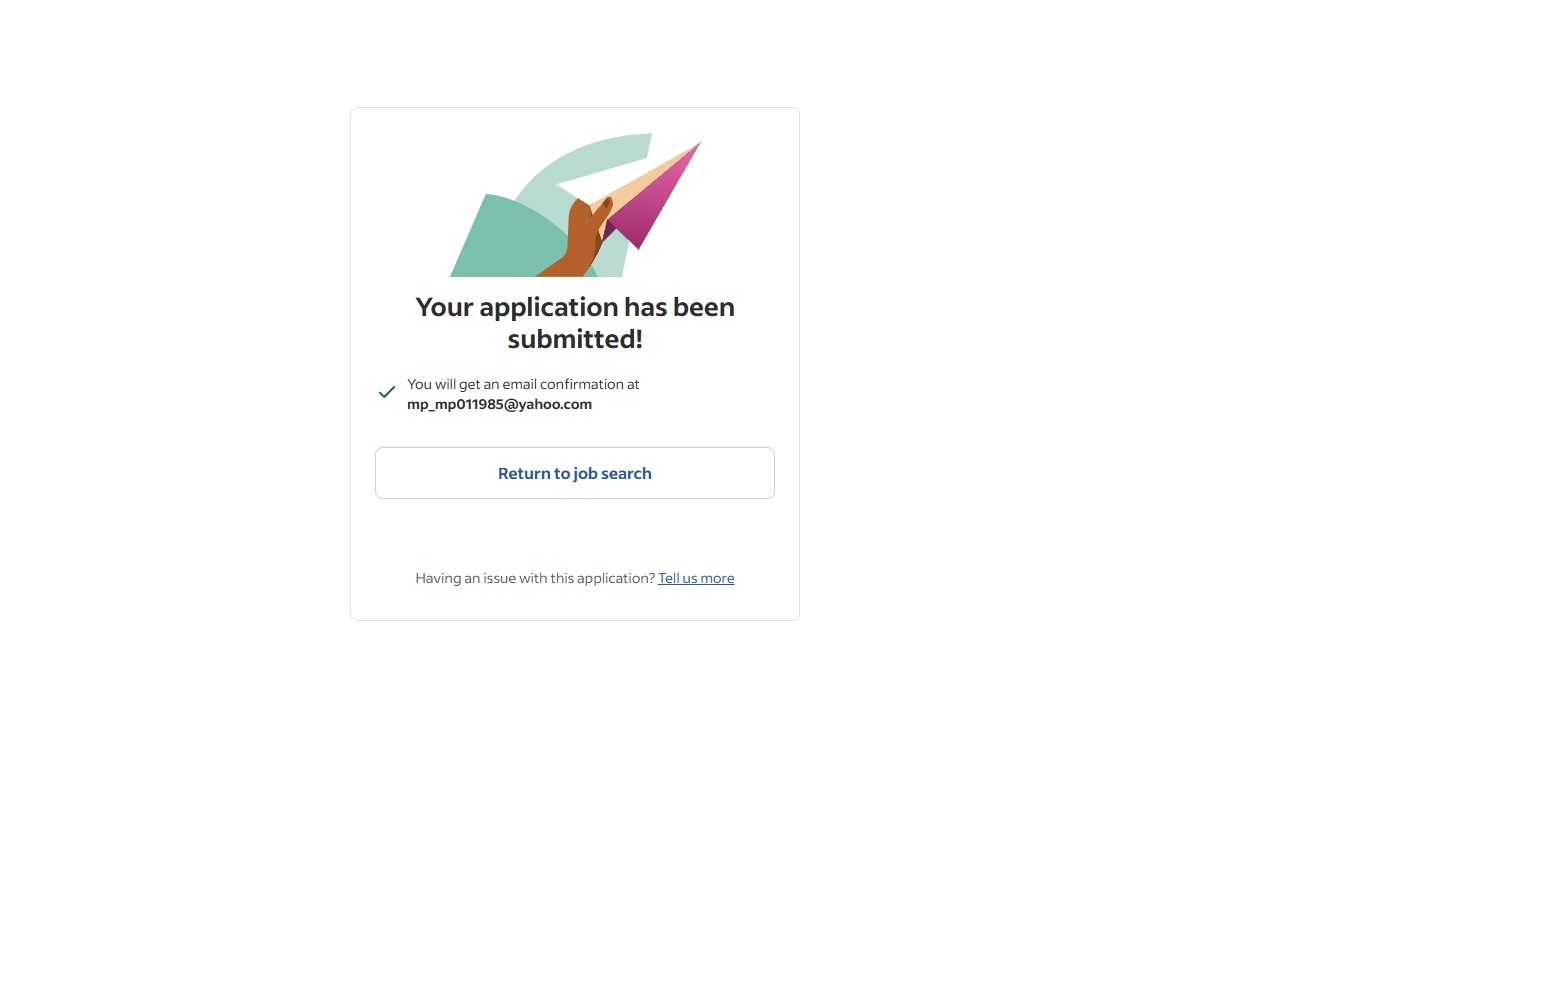 Your application has been
submitted!
You will get an email confirmation at
mp_mp011985@yahoo.com
Return to job search
Having an issue with this application? Tell us more